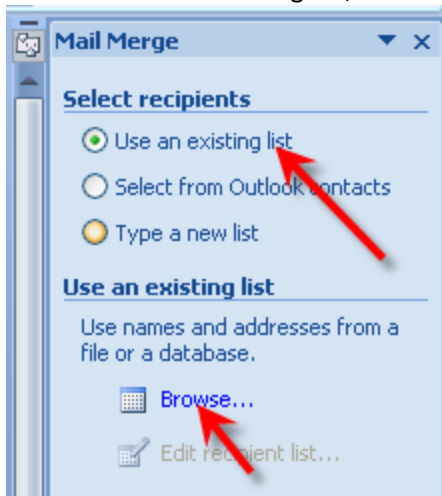 Mail Merge
Select recipients
Use an existing list
Select from Outlook contacts
Type a new list
Use an existing list
Use names and addresses from a
file or a database.
Browse...
Edit recipient list...